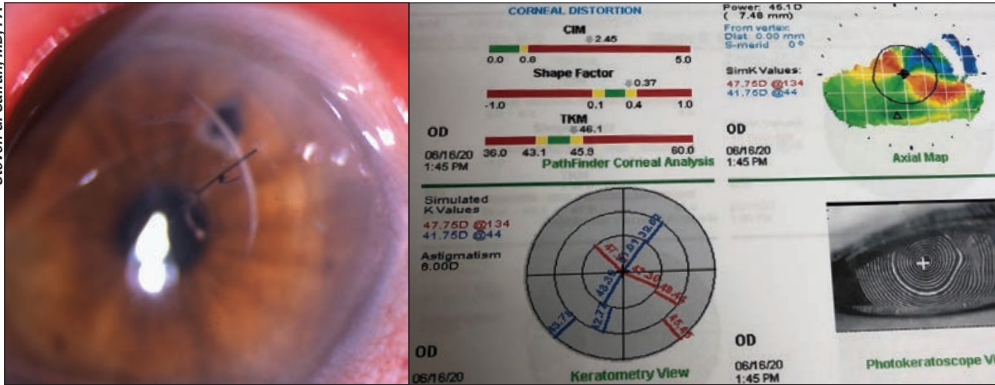 CORNEAL DISTORTION
CIM
2.45
0.0 0.6 5.0
Shape Factor
0.37
-1.0 0.1 0.4 1.0
TKM
46.1
36.0 43.1 45.9 60.0
OD
06/16/20
1:45 PM
PathFinder Corneal Analysis
Power: 45.1D
( 7.48 mm)
From vertex:
Dist 0.00 mm
S-merid 0°
SimK Values:
47.75D @134
41.75D @44
OD
06/16/20
1:45 PM
Axial Map
Simulated
K Values
47.75D @134
41.75D @44
Astigmatism
6.00D
OD
06/16/20
Keratometry View
OD
06/16/20
1:45 PM
Photokeratoscope Vi